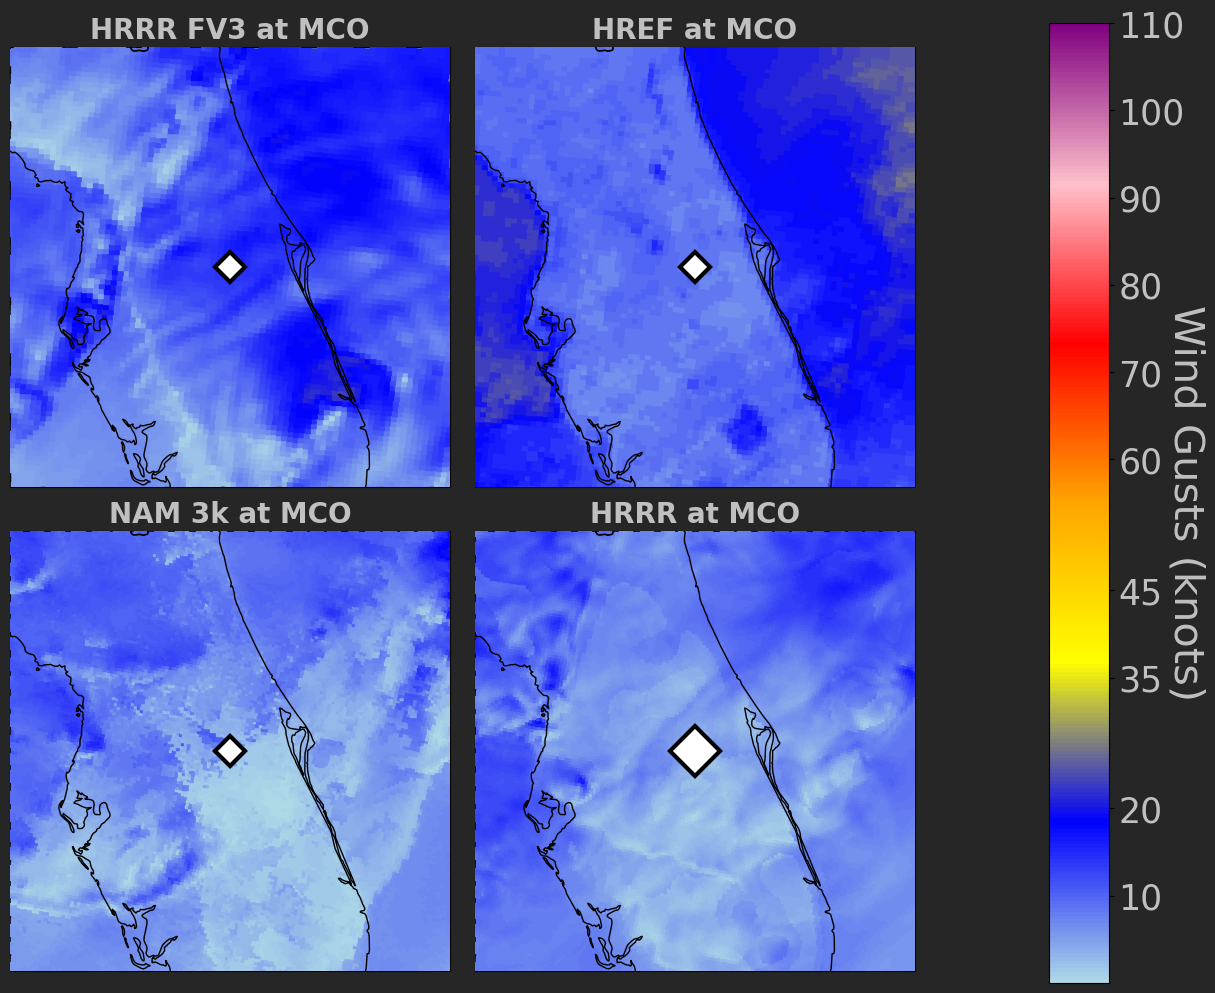 HRRR FV3 at MCO
HREF at MCO
NAM 3k at MCO
HRRR at MCO
110
100
90
80
70
60
45
35
20
10
Wind Gusts (knots)